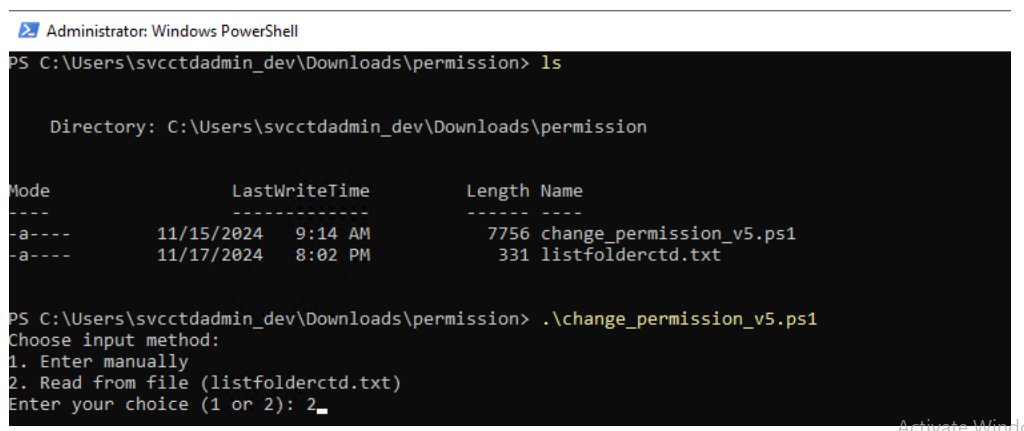 Administrator: Windows PowerShell
PS C:\Users\svcctdadmin_dev\Downloads\permission> ls
Directory: C:\Users\svcctdadmin_dev\Downloads\permission
Mode LastWriteTime Length Name
---- ------------- ------ ----
-a---- 11/15/2024 9:14 AM 7756 change_permission_v5.ps1
-a---- 11/17/2024 8:02 PM 331 listfolderctd.txt
PS C:\Users\svcctdadmin_dev\Downloads\permission> .\change_permission_v5.ps1
Choose input method:
1. Enter manually
2. Read from file (listfolderctd.txt)
Enter your choice (1 or 2): 2
Activate Windo